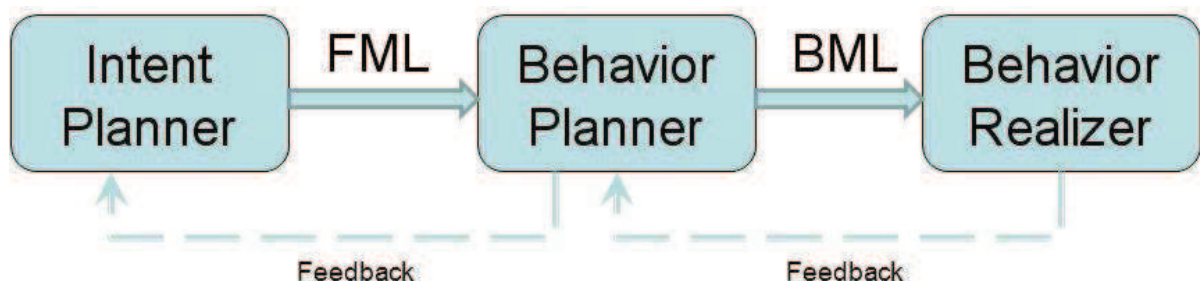 Intent
Planner
FML
Behavior
Planner
BML
Behavior
Realizer
Feedback
Feedback